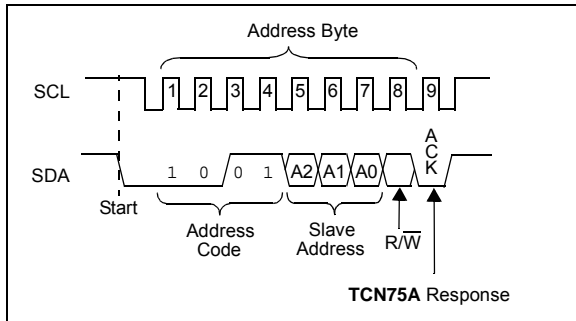 Address Byte
SCL
1 2 3 4 5 6 7 8 9
SDA
1 0 0 1 A2 A1 A0
ACK
Start
Address
Code
Slave
Address
R/W̅
TCN75A Response